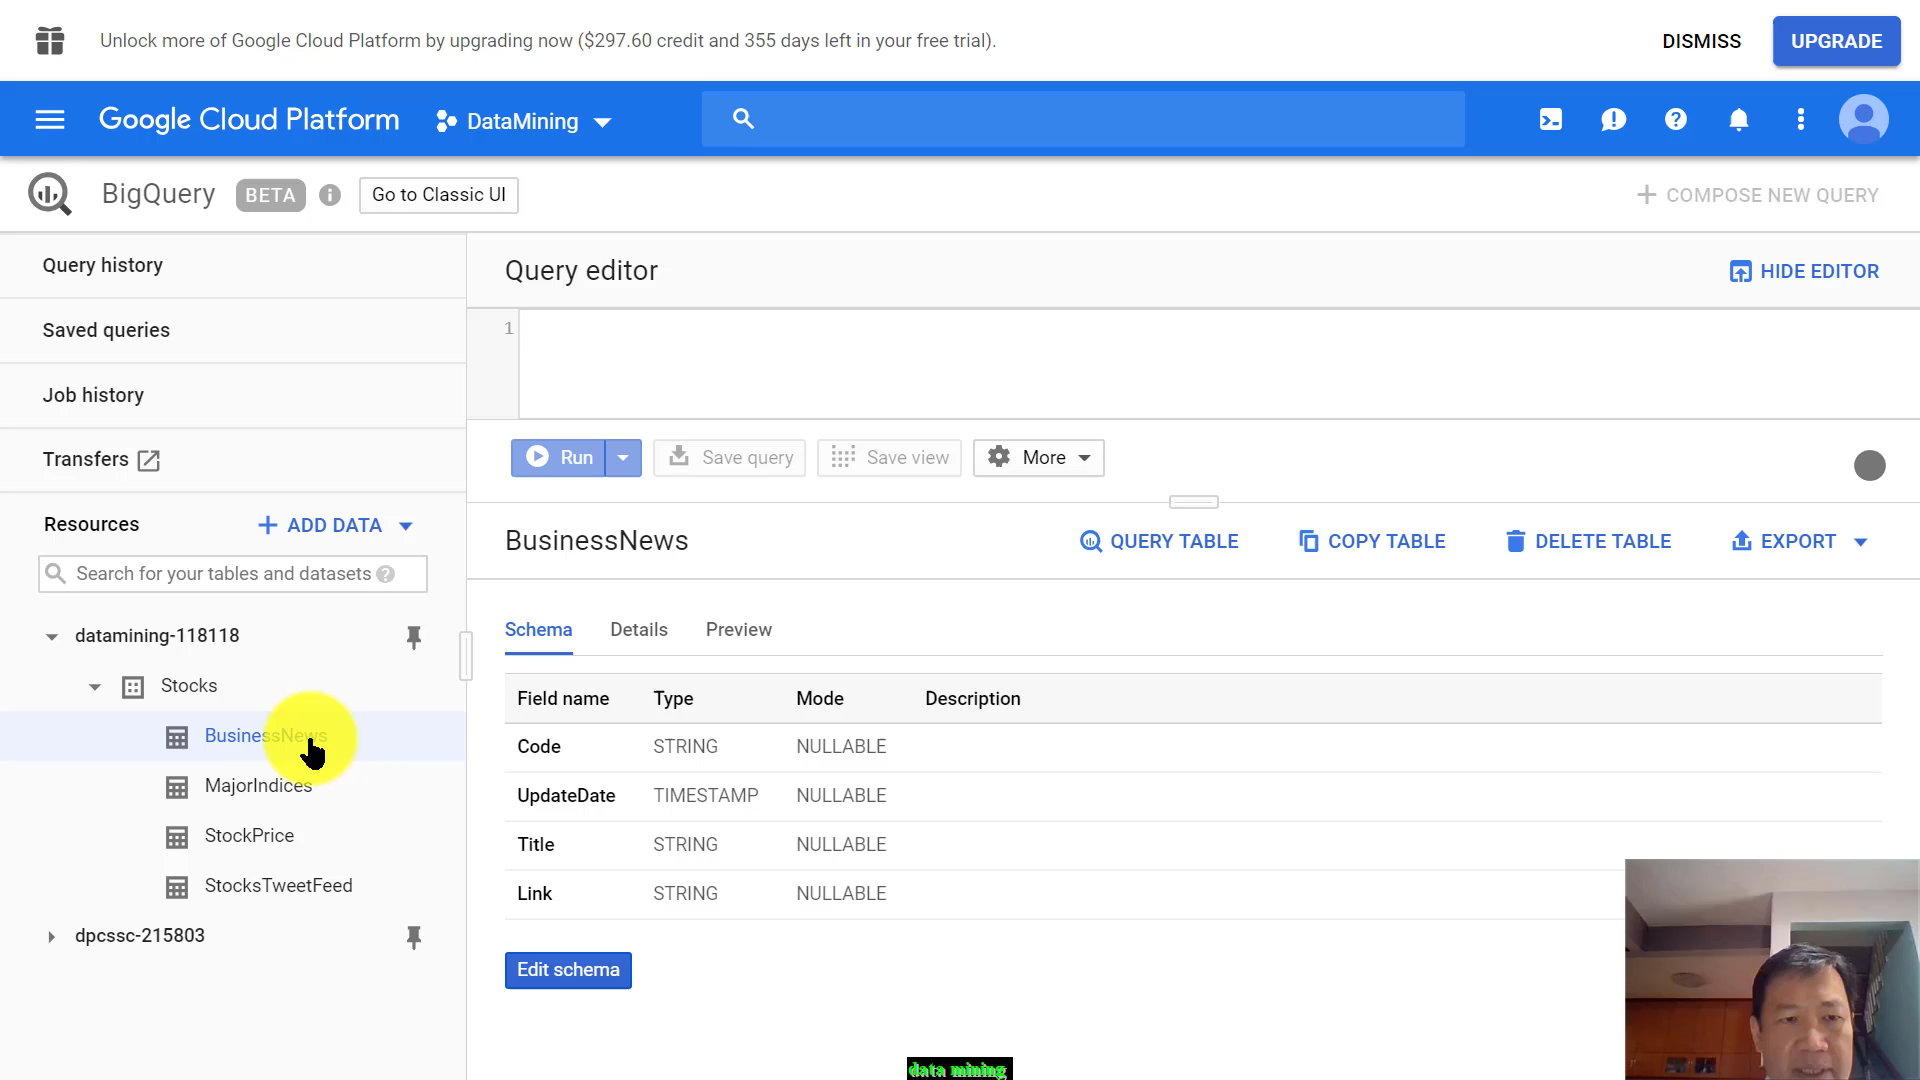 Unlock more of Google Cloud Platform by upgrading now ($297.60 credit and 355 days left in your free trial).
DISMISS
UPGRADE
Google Cloud Platform
DataMining
BigQuery
BETA
Go to Classic UI
COMPOSE NEW QUERY
Query history
Saved queries
Job history
Transfers
Resources
ADD DATA
Search for your tables and datasets
datamining-118118
Stocks
BusinessNews
MajorIndices
StockPrice
StocksTweetFeed
dpcssc-215803
Query editor
HIDE EDITOR
1
Run
Save query
Save view
More
BusinessNews
QUERY TABLE
COPY TABLE
DELETE TABLE
EXPORT
Schema Details Preview
Field name Type Mode Description
Code STRING NULLABLE
UpdateDate TIMESTAMP NULLABLE
Title STRING NULLABLE
Link STRING NULLABLE
Edit schema
data mining